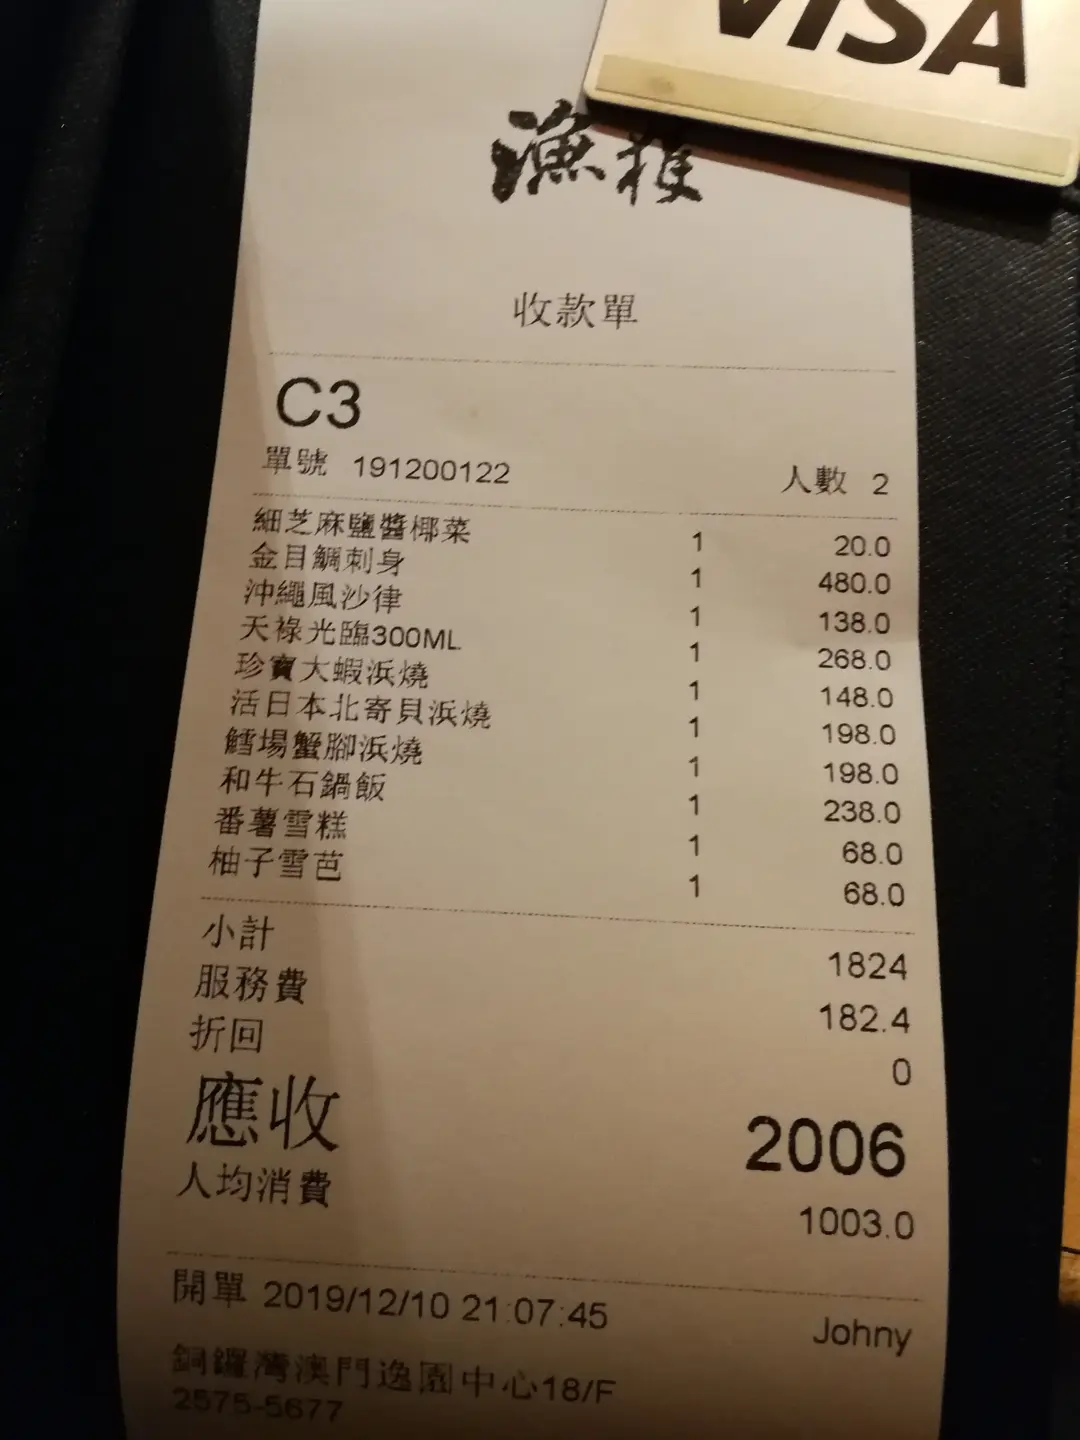 VISA
漁雅
收款單
C3
單號 191200122 人數 2
細芝麻鹽醬椰菜 1 20.0
金目鯛刺身 1 480.0
沖繩風沙律 1 138.0
天祿光臨300ML 1 268.0
珍寶大蝦浜燒 1 148.0
活日本北寄貝浜燒 1 198.0
鱈場蟹腳浜燒 1 198.0
和牛石鍋飯 1 238.0
番薯雪糕 1 68.0
柚子雪芭 1 68.0
小計 1824
服務費 182.4
折回 0
應收 2006
人均消費 1003.0
開單 2019/12/10 21:07:45 Johny
銅鑼灣澳門逸園中心18/F
2575-5677